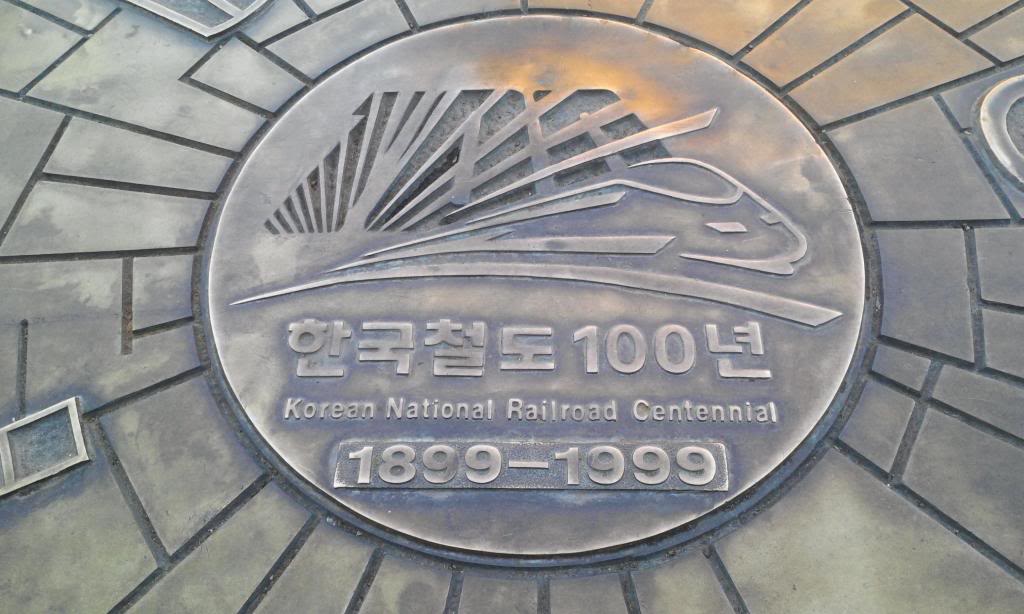 한국철도 100년
Korean National Railroad Centennial
1899-1999